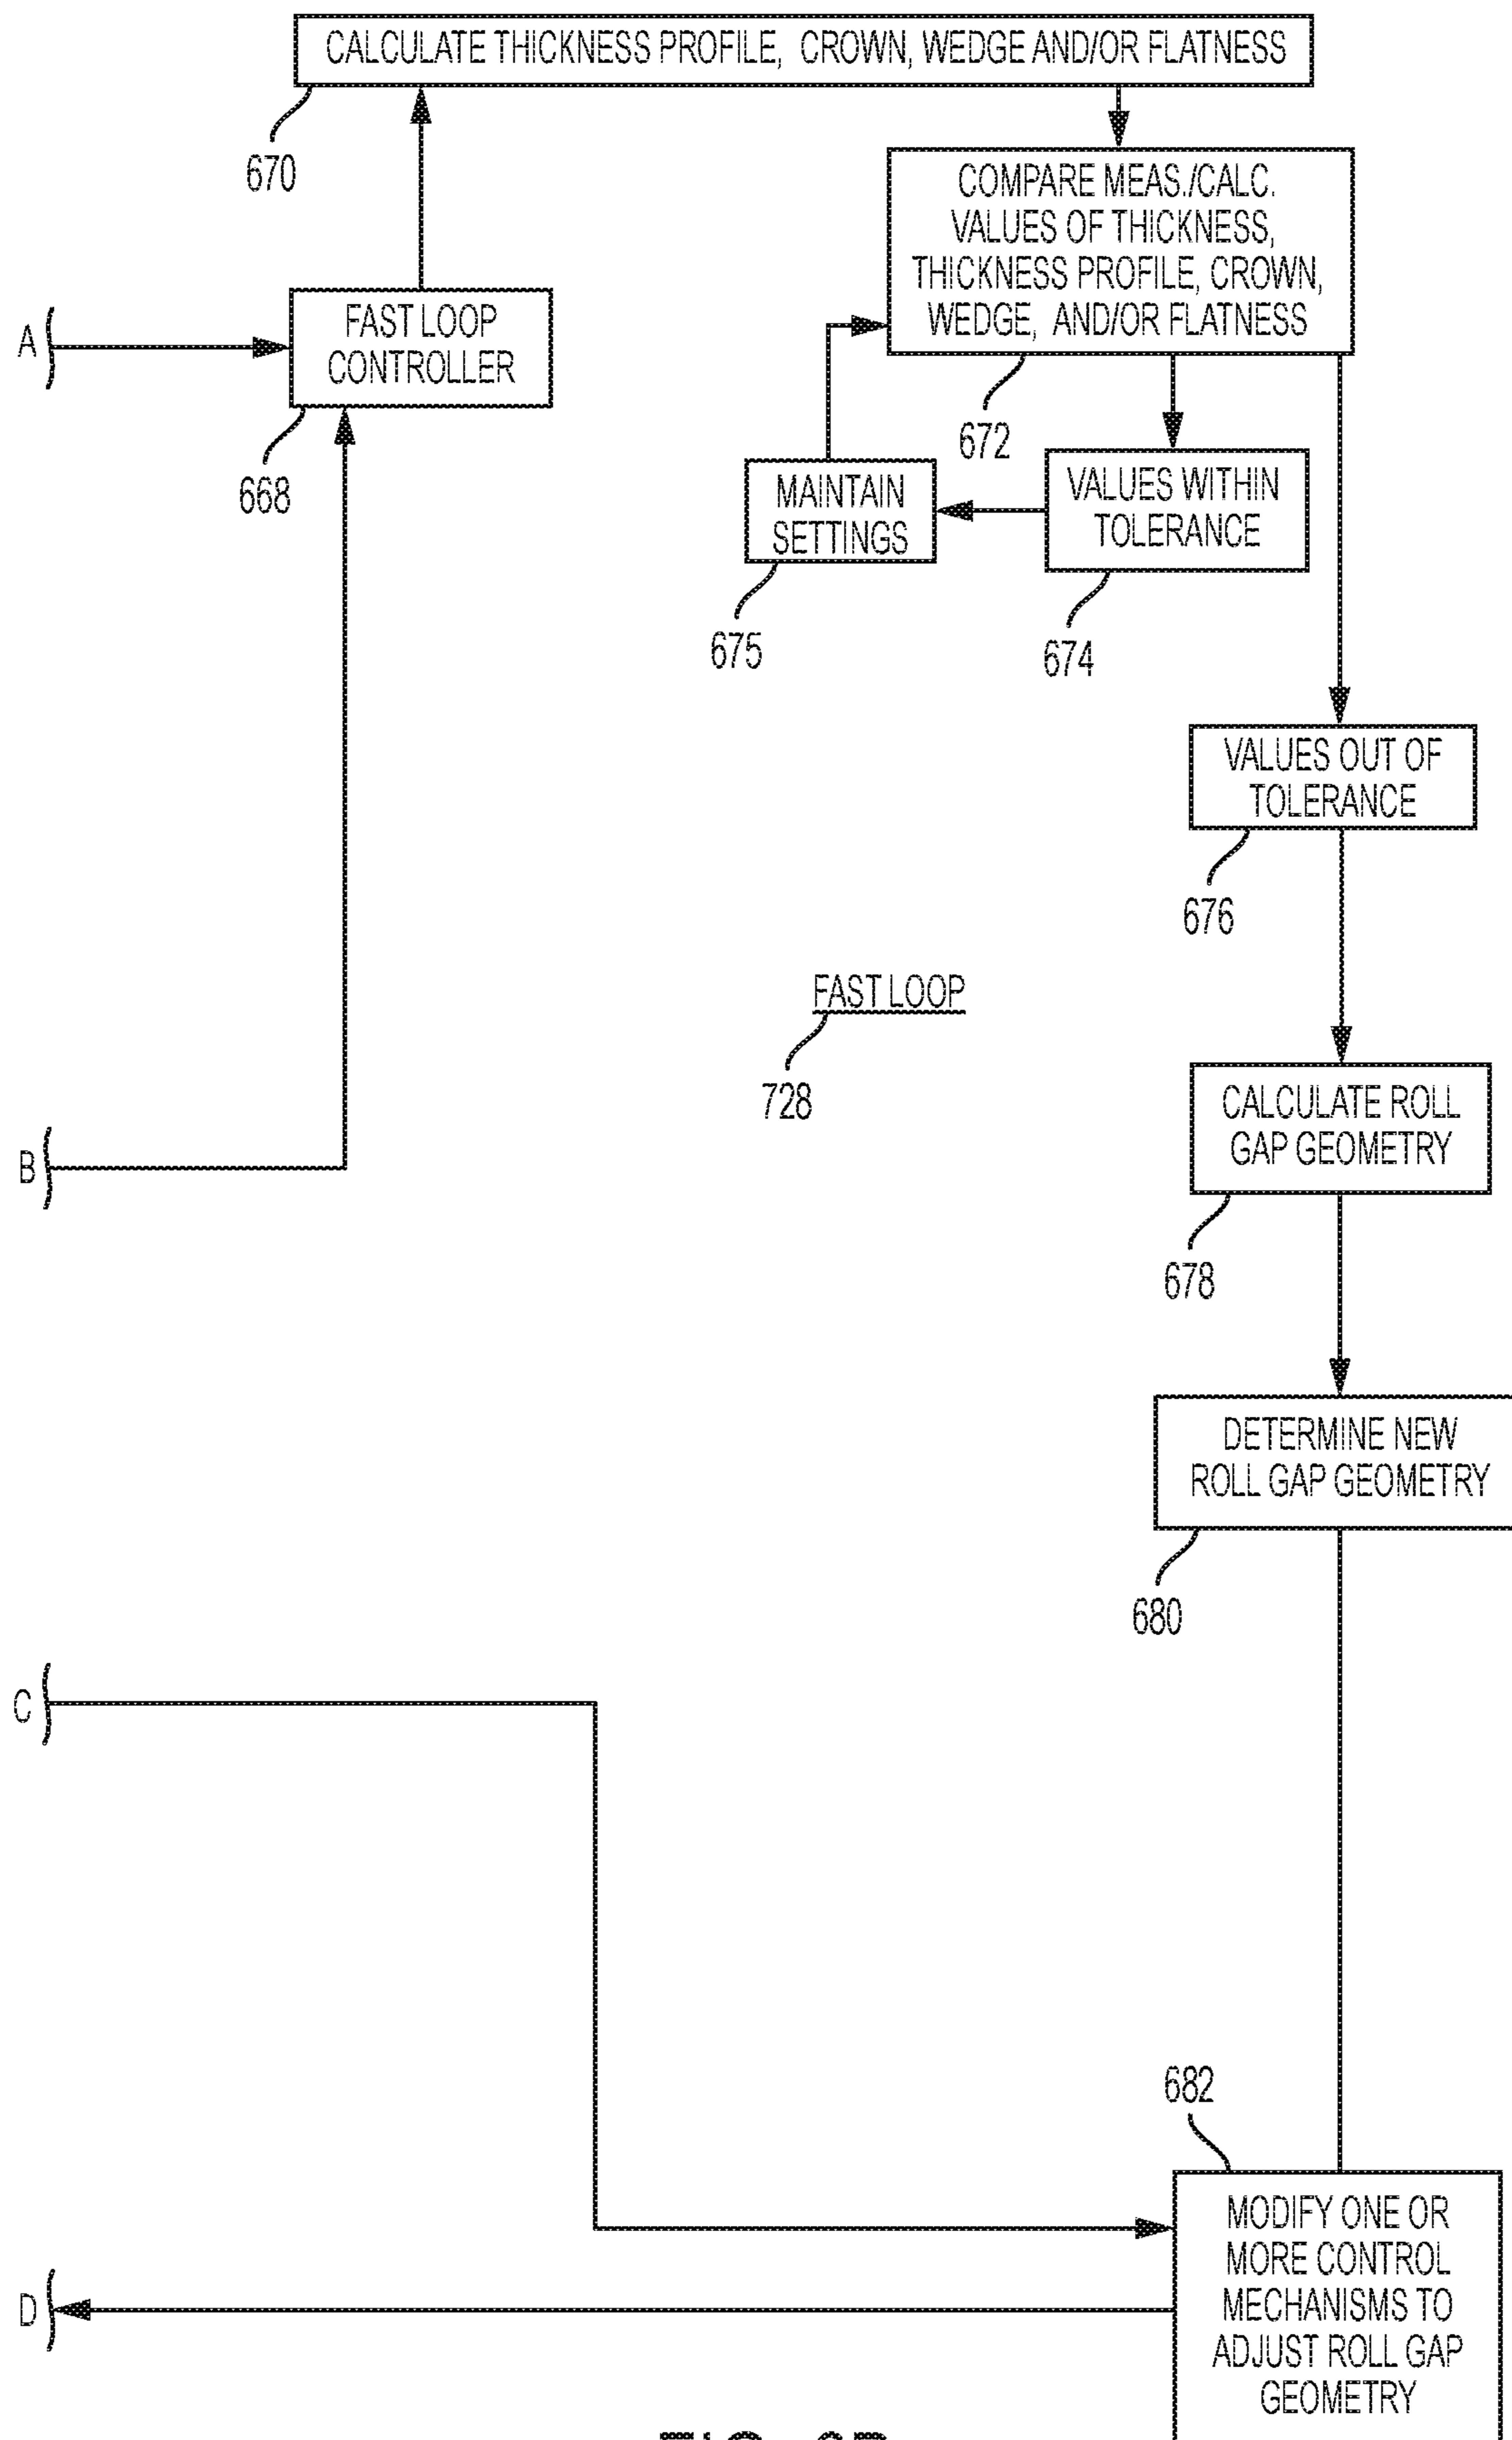 CALCULATE THICKNESS PROFILE, CROWN, WEDGE AND/OR FLATNESS
670
COMPARE MEAS./CALC.
VALUES OF THICKNESS,
THICKNESS PROFILE, CROWN,
WEDGE, AND/OR FLATNESS
672
A
FAST LOOP
CONTROLLER
668
MAINTAIN
SETTINGS
675
VALUES WITHIN
TOLERANCE
674
VALUES OUT OF
TOLERANCE
676
FAST LOOP
728
B
CALCULATE ROLL
GAP GEOMETRY
678
DETERMINE NEW
ROLL GAP GEOMETRY
680
C
682
MODIFY ONE OR
MORE CONTROL
MECHANISMS TO
ADJUST ROLL GAP
GEOMETRY
D